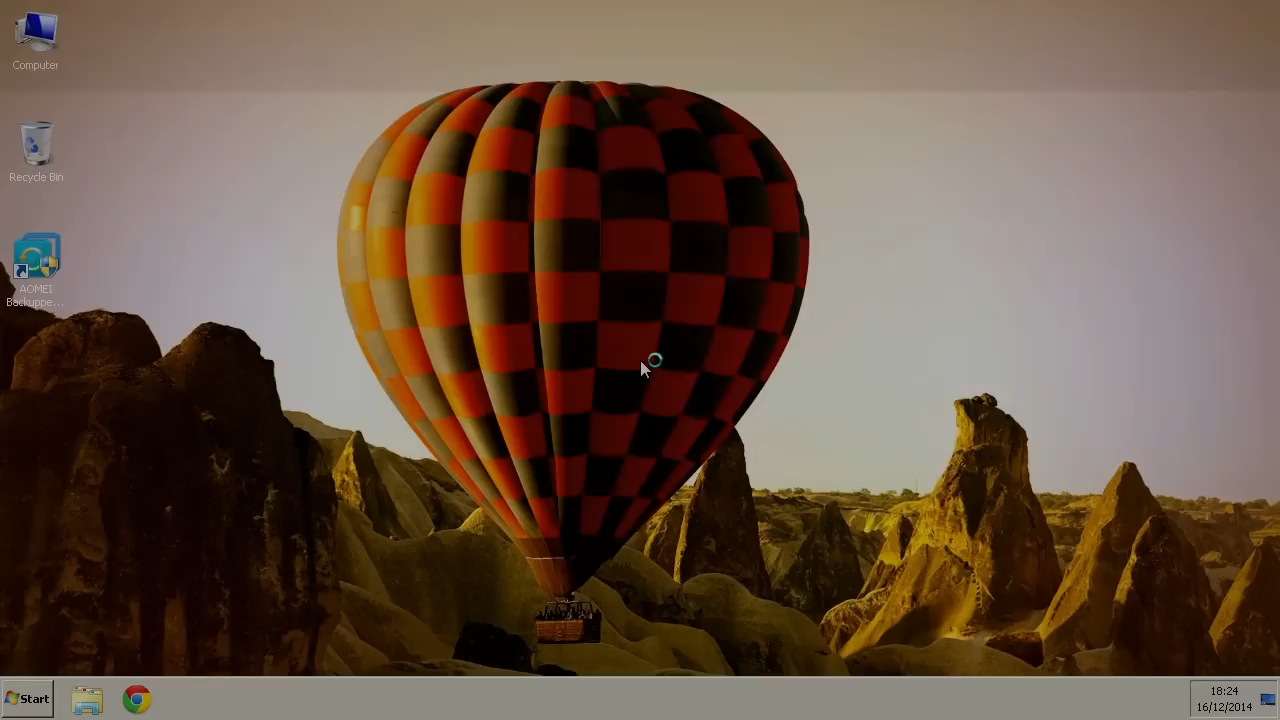 Computer
Recycle Bin
AOMEI
Backuppe...
Start
18:24
16/12/2014